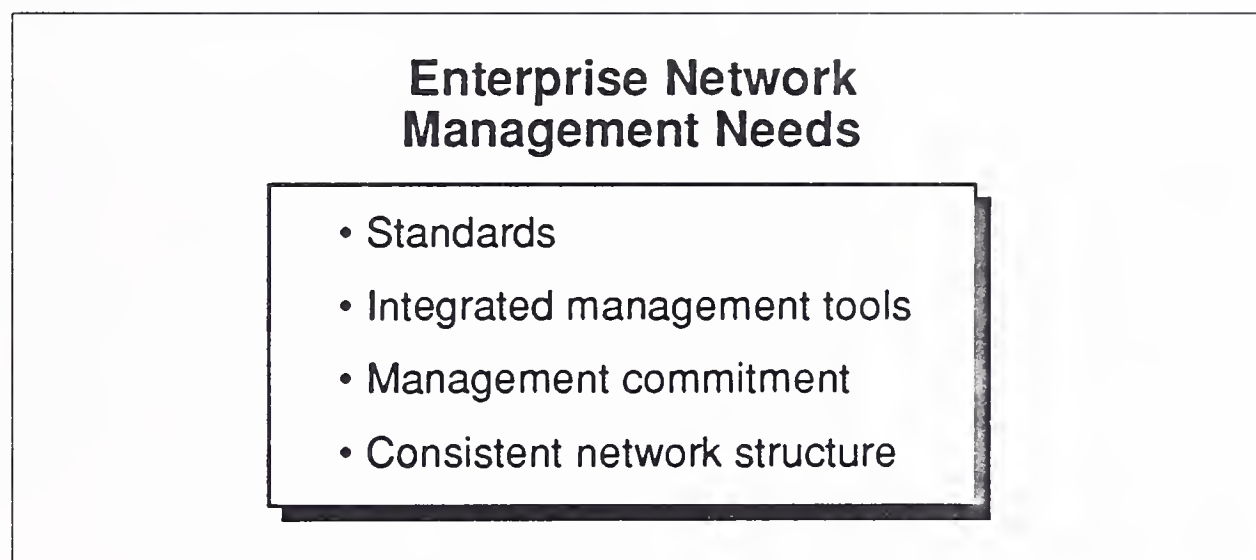 Enterprise Network
Management Needs
• Standards
• Integrated management tools
• Management commitment
• Consistent network structure